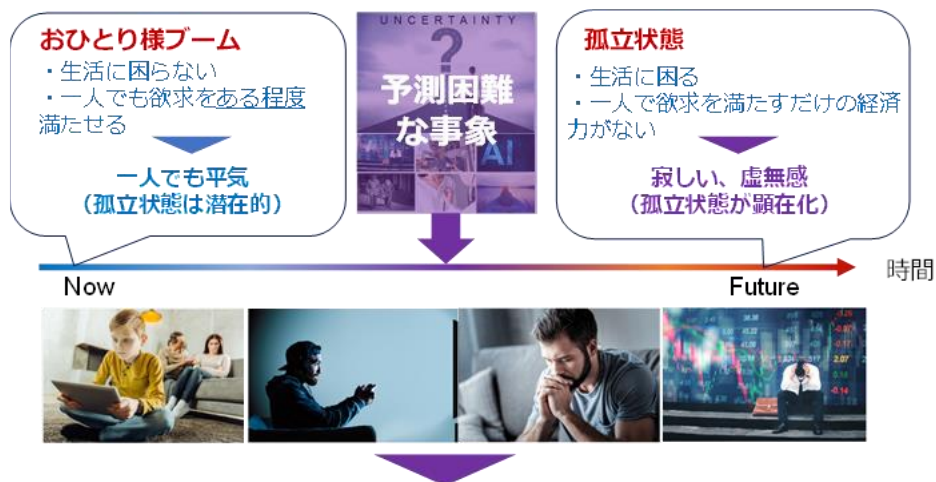 おひとり様ブーム
・生活に困らない
・一人でも欲求をある程度
満たせる
一人でも平気
（孤立状態は潜在的）
UNCERTAINTY
?
予測困難
な事象
AI
孤立状態
・生活に困る
・一人で欲求を満たすだけの経済
力がない
寂しい、虚無感
（孤立状態が顕在化）
時間
Now
Future
2.07